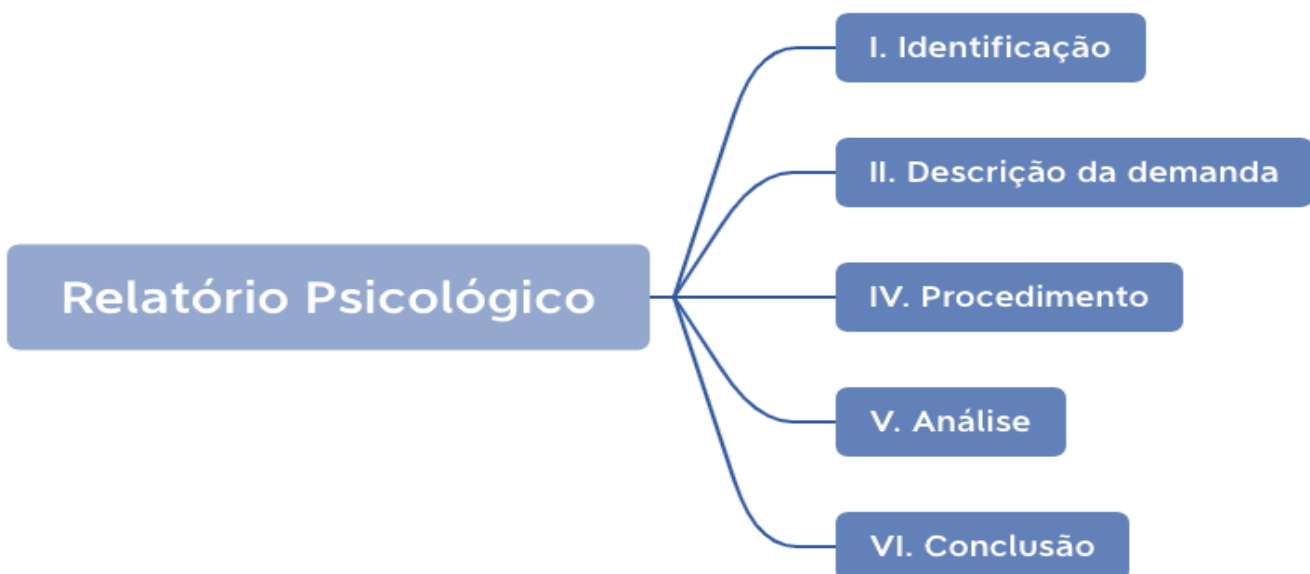 Relatório Psicológico
I. Identificação
II. Descrição da demanda
IV. Procedimento
V. Análise
VI. Conclusão